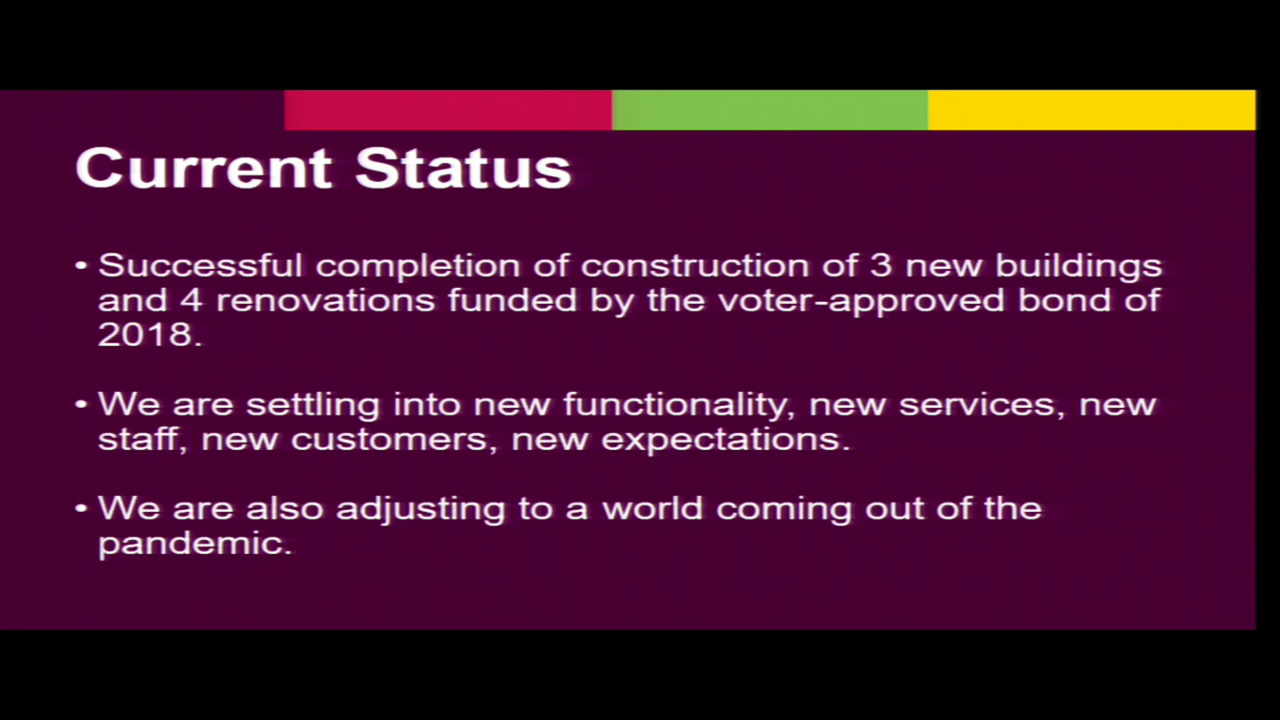 Current Status
• Successful completion of construction of 3 new buildings
and 4 renovations funded by the voter-approved bond of
2018.
• We are settling into new functionality, new services, new
staff, new customers, new expectations.
• We are also adjusting to a world coming out of the
pandemic.